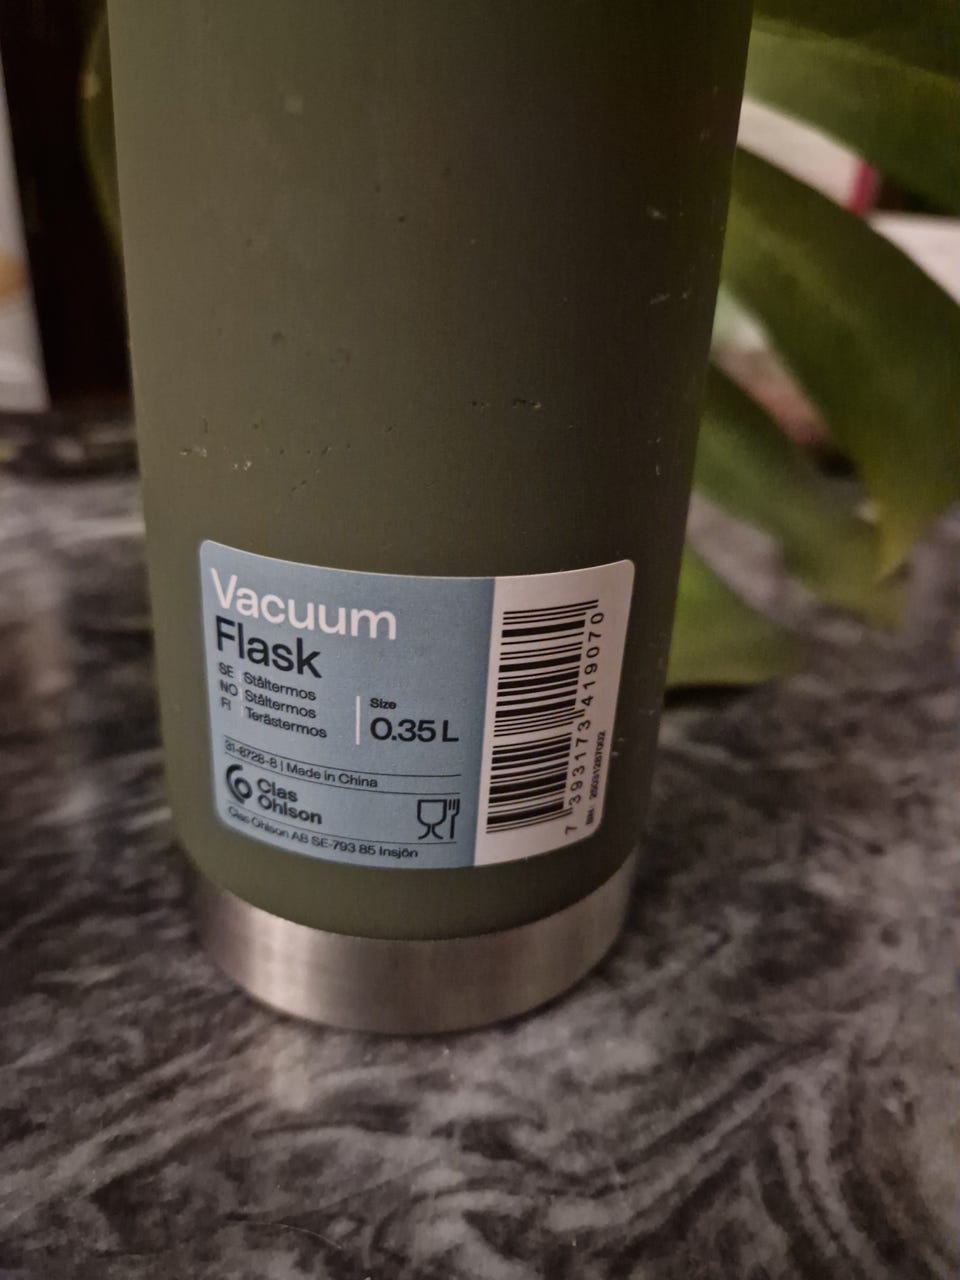 Vacuum
Flask
SE Ståltermos
NO Ståltermos
FI Terästermos
Size
0.35 L
31-8728-8 | Made in China
Clas
Ohlson
Clas Ohlson AB SE-793 85 Insjön
7 393173 419070